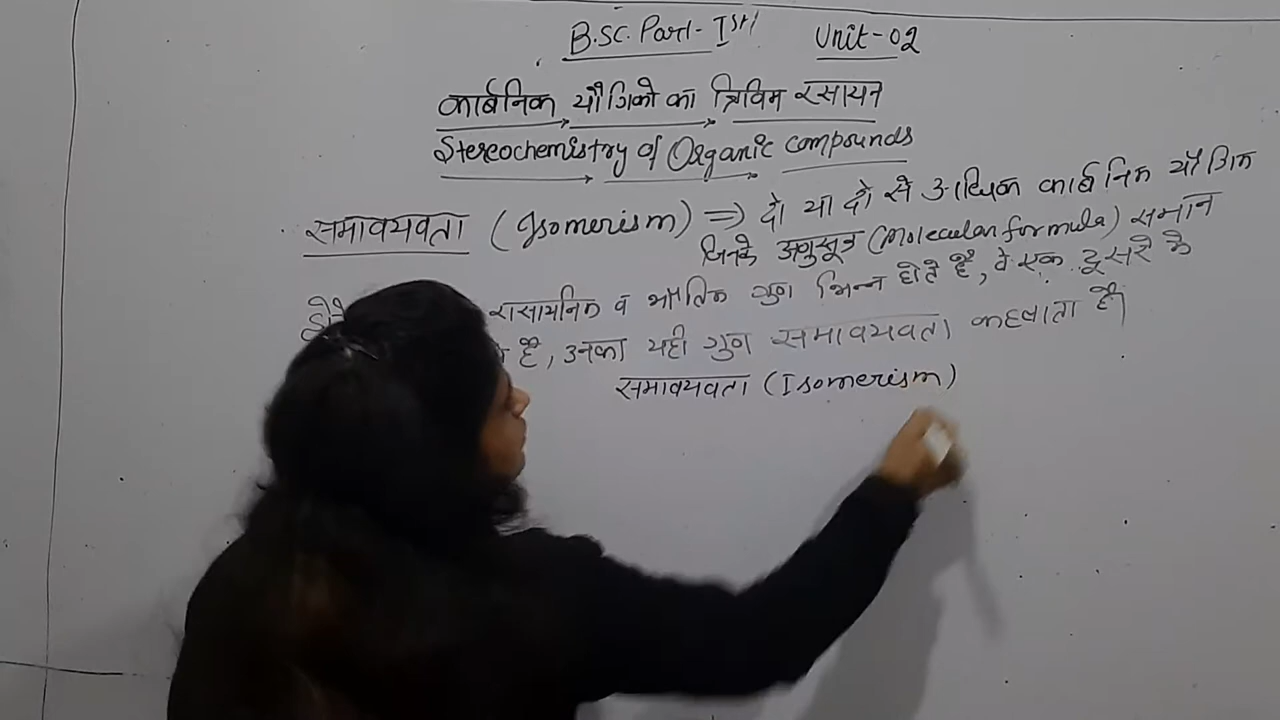 B.Sc. Part-Ist Unit-02
कार्बनिक यौगिको का त्रिविम रसायन
Stereochemistry of Organic compounds
समावयवता (Isomerism) ⇒ दो या दो से अधिक कार्बनिक यौगिक
जिनके अणुसूत्र (Molecular formula) समान
रासायनिक व भौतिक गुण भिन्न होते है, वे एक दूसरे के
है, उनका यही गुण समावयवता कहलाता है।
समावयवता (Isomerism)